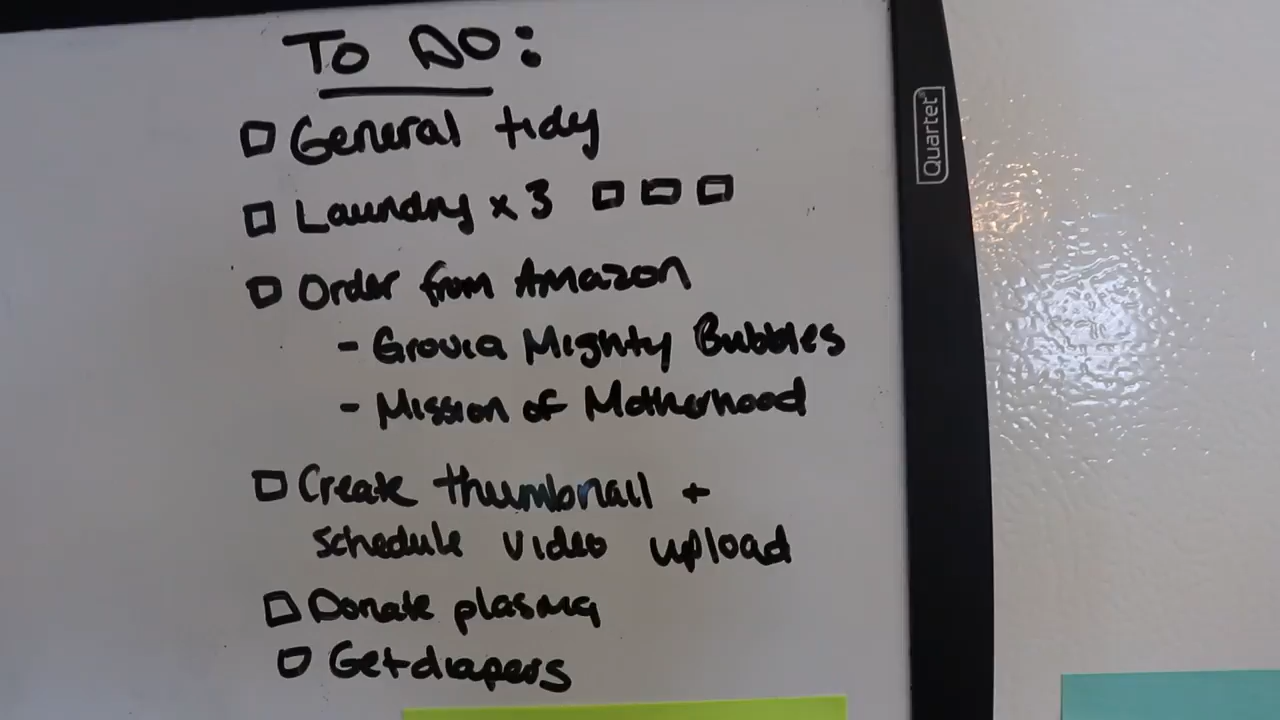 To Do:
General tidy
Laundry x 3
Order from Amazon
- Grovia Mighty Bubbles
- Mission of Motherhood
Create thumbnail +
schedule video upload
Donate plasma
Get diapers
Quartet